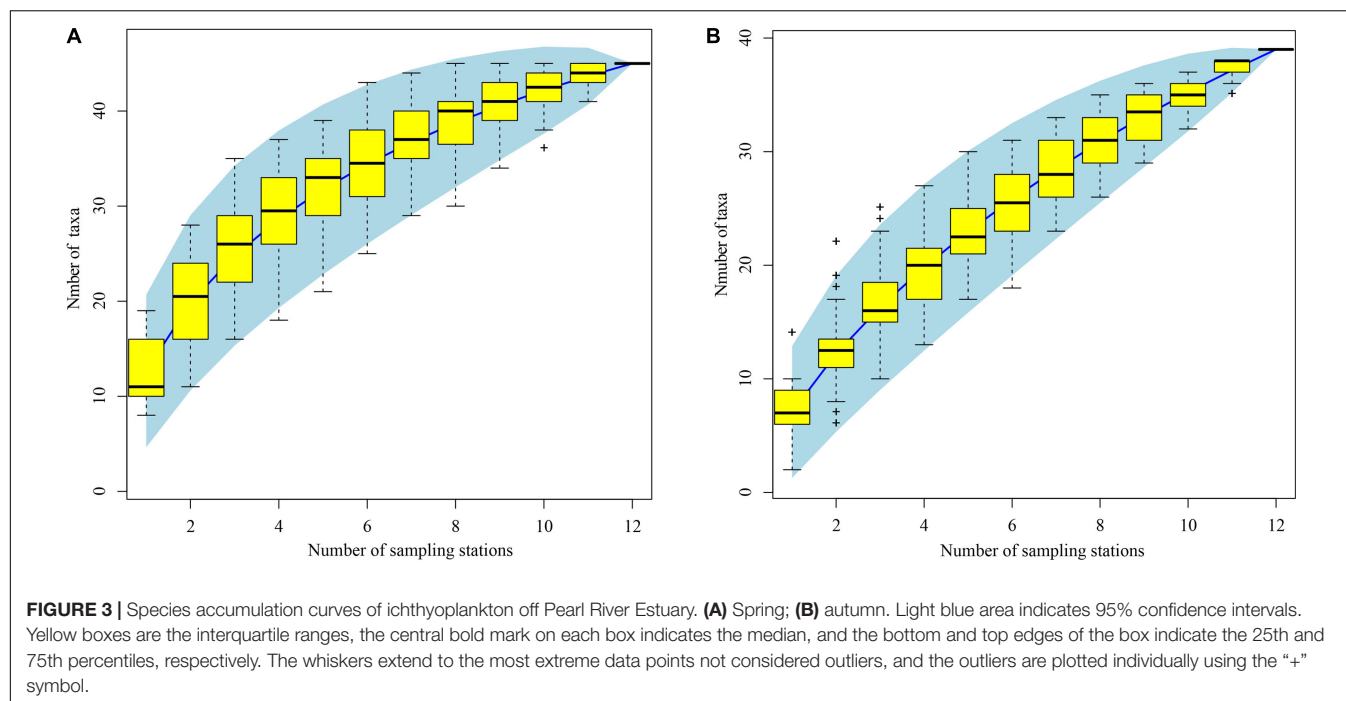 A
Nmber of taxa
0
10
20
30
40
2 4 6 8 10 12
Number of sampling stations
B
Nmuber of taxa
0
10
20
30
40
2 4 6 8 10 12
Number of sampling stations
FIGURE 3 | Species accumulation curves of ichthyoplankton off Pearl River Estuary. (A) Spring; (B) autumn. Light blue area indicates 95% confidence intervals.
Yellow boxes are the interquartile ranges, the central bold mark on each box indicates the median, and the bottom and top edges of the box indicate the 25th and
75th percentiles, respectively. The whiskers extend to the most extreme data points not considered outliers, and the outliers are plotted individually using the “+”
symbol.